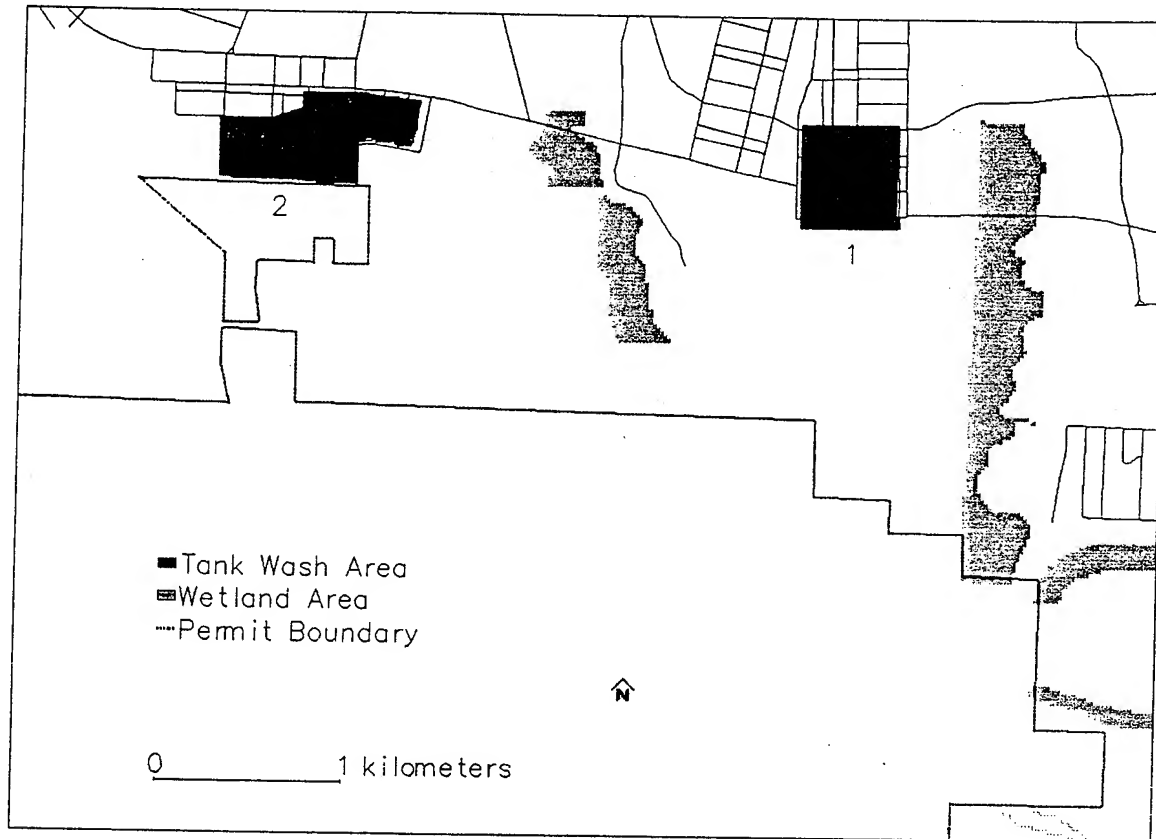 2
1
Tank Wash Area
Wetland Area
Permit Boundary
N
0 1 kilometers